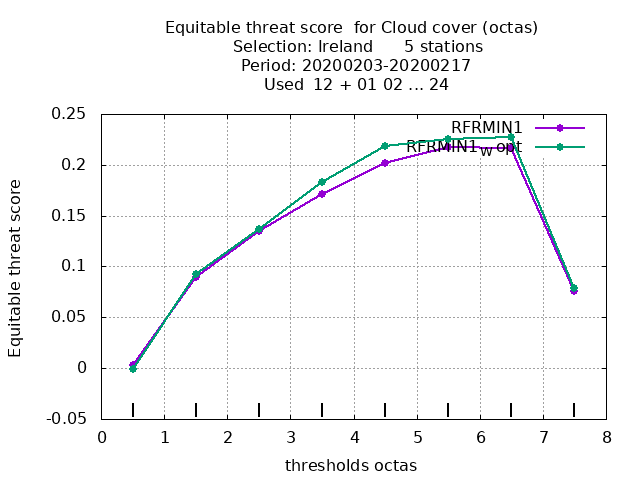 Equitable threat score  for Cloud cover (octas)
Selection: Ireland      5 stations
Period: 20200203-20200217
Used  12 + 01 02 ... 24
Equitable threat score
0.25
0.2
0.15
0.1
0.05
0
-0.05
RFRMIN1
RFRMIN1w opt
0 1 2 3 4 5 6 7 8
thresholds octas